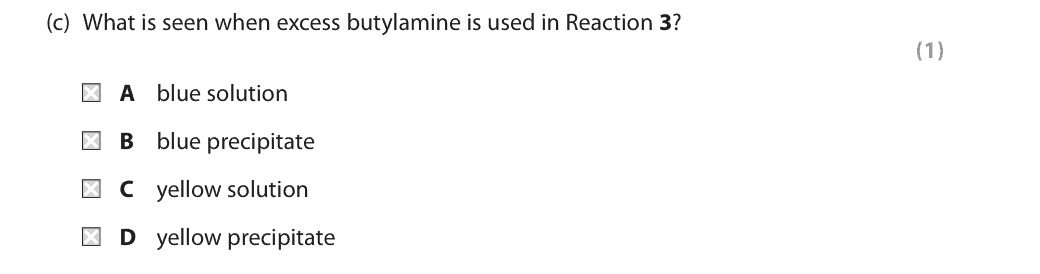 (c) What is seen when excess butylamine is used in Reaction 3?
(1)
A blue solution
B blue precipitate
C yellow solution
D yellow precipitate